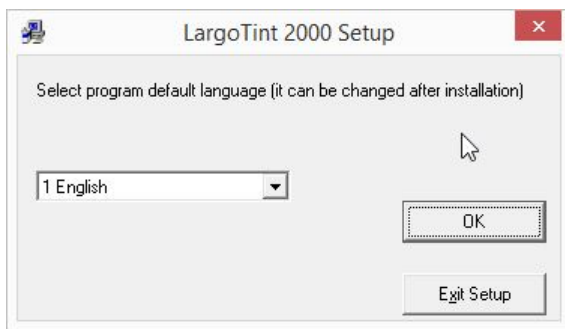 LargoTint 2000 Setup
Select program default language (it can be changed after installation)
1 English
OK
Exit Setup